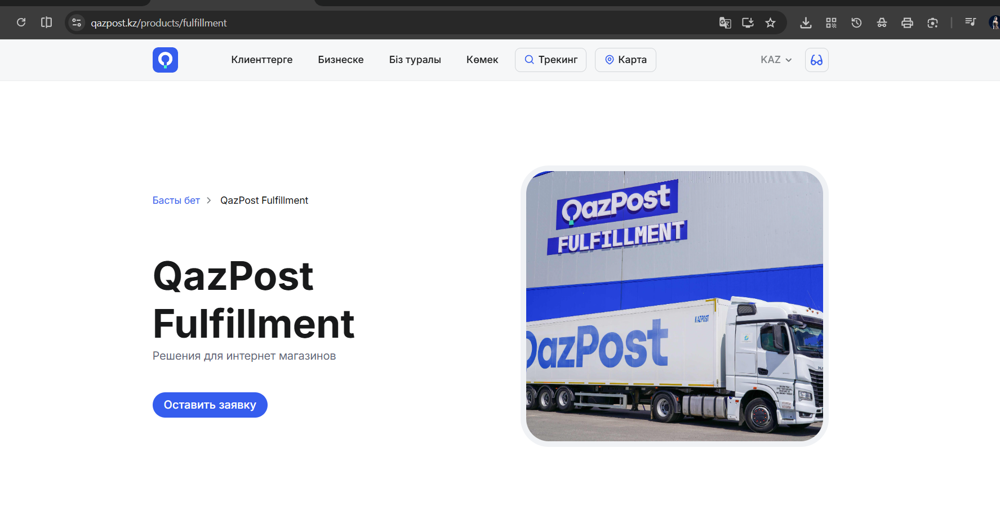 qazpost.kz/products/fulfillment
Клиенттерге Бизнеске Біз туралы Көмек Трекинг Карта KAZ
Басты бет QazPost Fulfillment
QazPost
Fulfillment
Решения для интернет магазинов
Оставить заявку
QazPost
FULFILLMENT
KAZPOST
QazPost